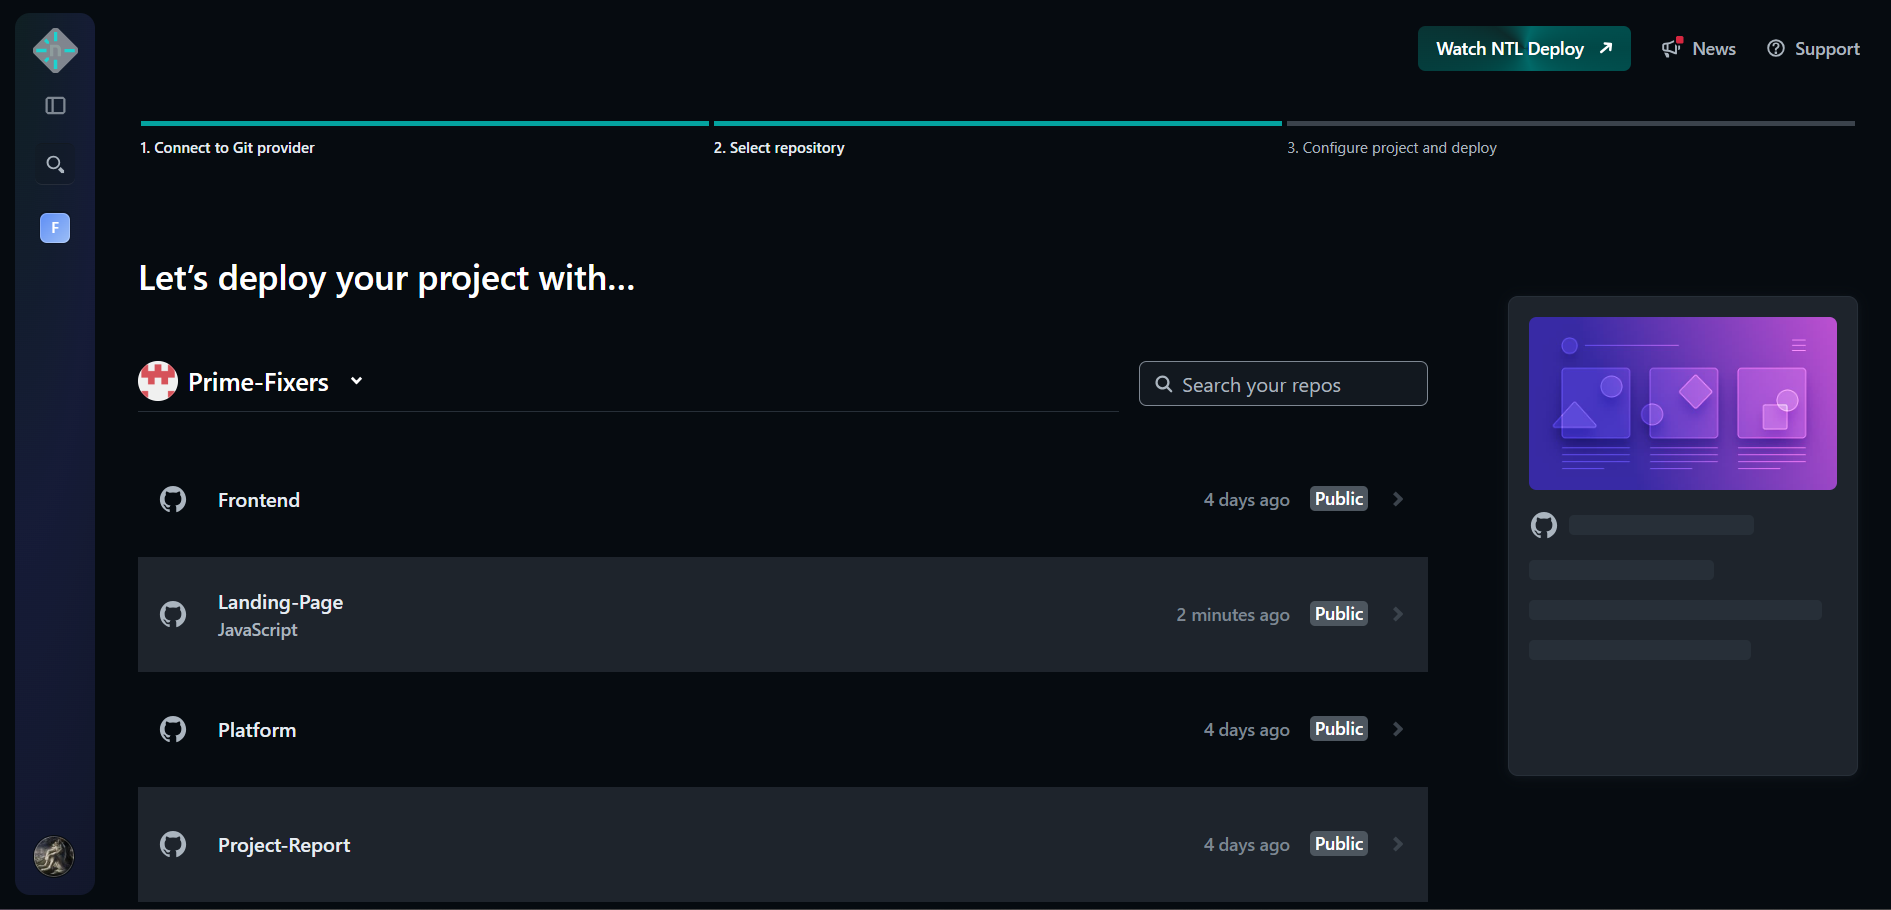 Watch NTL Deploy
News
Support
1. Connect to Git provider
2. Select repository
3. Configure project and deploy
F
Let’s deploy your project with…
Prime-Fixers
Search your repos
Frontend
4 days ago
Public
Landing-Page
JavaScript
2 minutes ago
Public
Platform
4 days ago
Public
Project-Report
4 days ago
Public